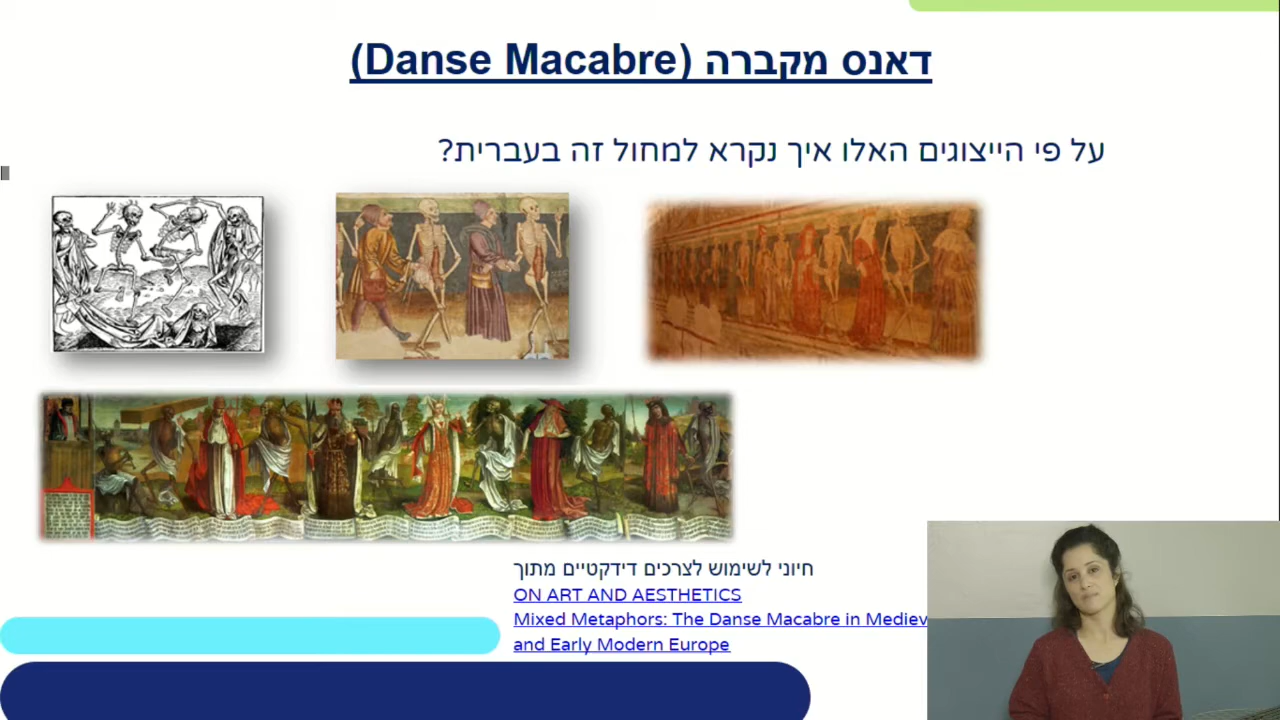 דאנס מקברה (Danse Macabre)
על פי הייצוגים האלו איך נקרא למחול זה בעברית?
חיוני לשימוש לצרכים דידקטיים מתוך
ON ART AND AESTHETICS
Mixed Metaphors: The Danse Macabre in Mediev
and Early Modern Europe